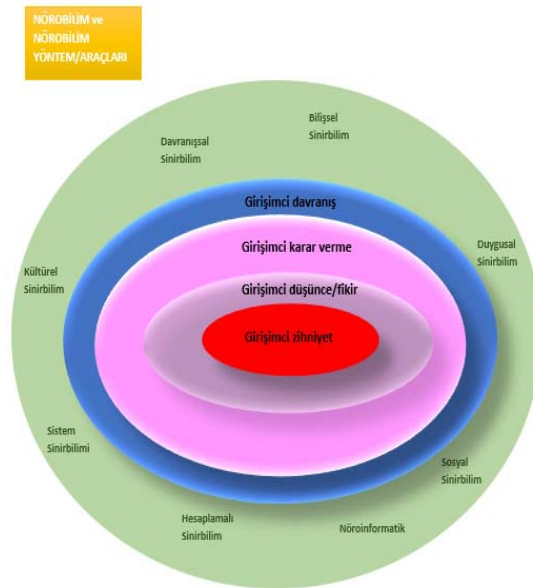 NÖROBİLİM ve
NÖROBİLİM
YÖNTEM/ARAÇLARI
Bilişsel
Sinirbilim
Davranışsal
Sinirbilim
Girişimci davranış
Girişimci karar verme
Duygusal
Sinirbilim
Kültürel
Sinirbilim
Girişimci düşünce/fikir
Girişimci zihniyet
Sistem
Sinirbilimi
Sosyal
Sinirbilim
Hesaplamalı
Sinirbilim
Nöroinformatik